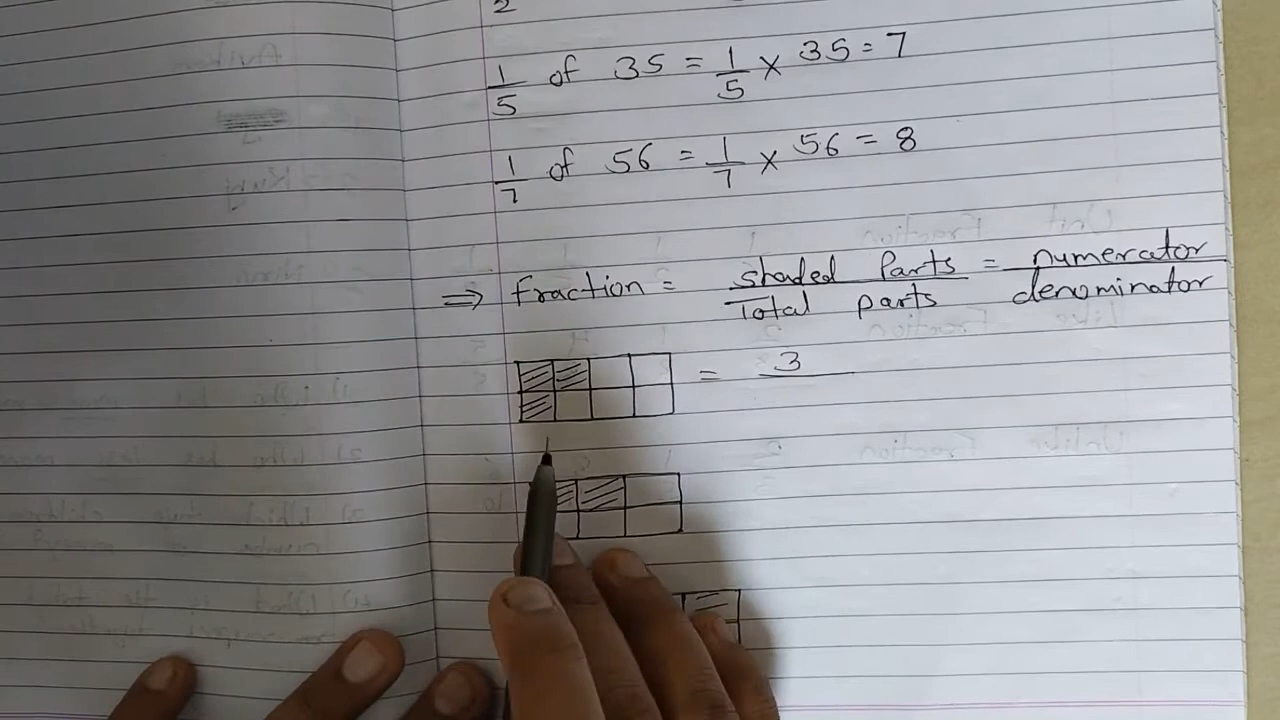 2
1/5 of 35 = 1/5 × 35 = 7
1/7 of 56 = 1/7 × 56 = 8
⇒ fraction = shaded Parts / Total parts = numerator / denominator
= 3